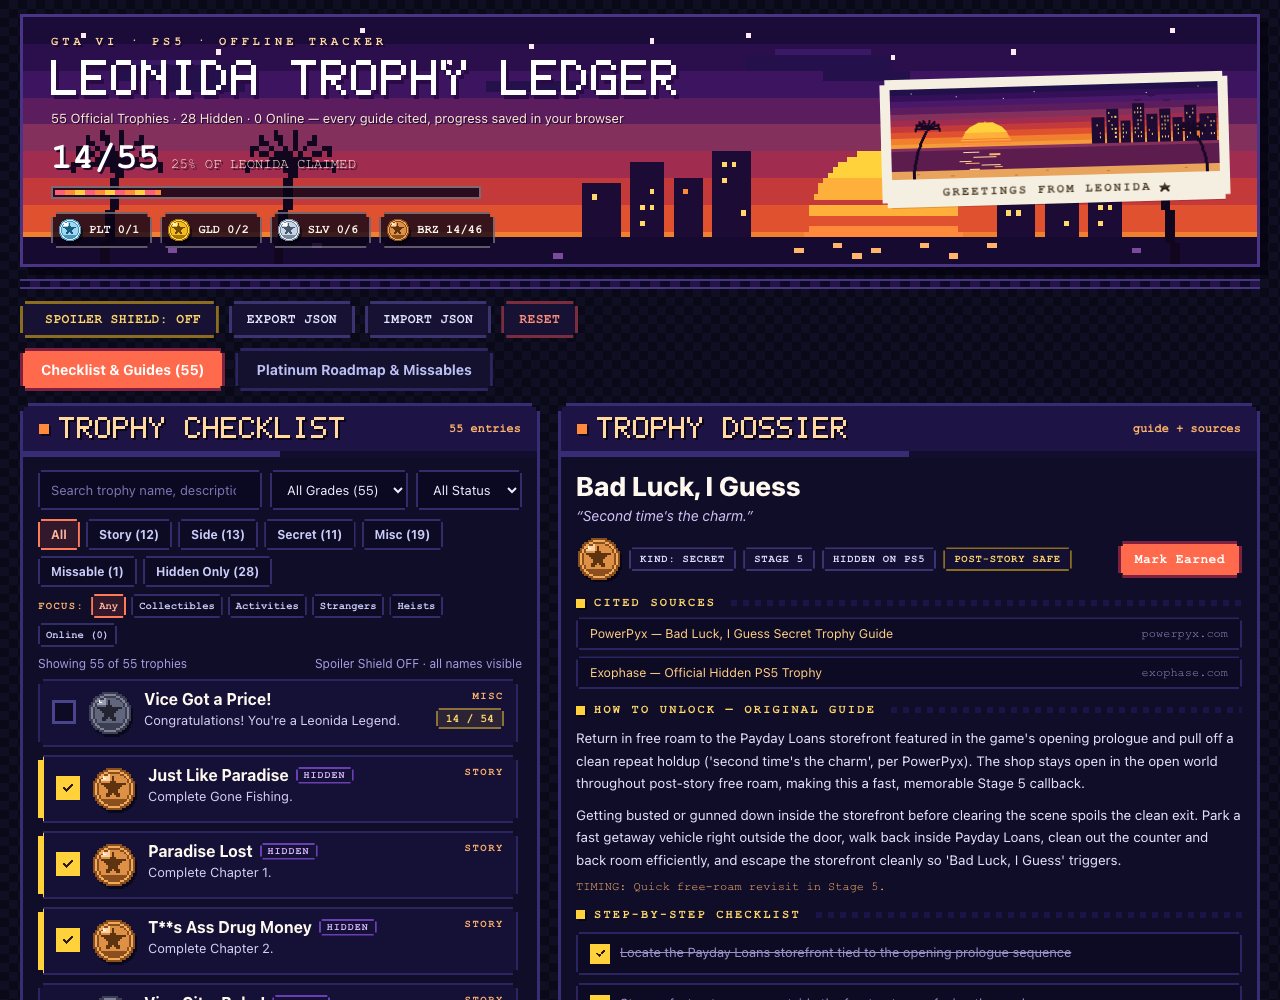 GTA VI · PS5 · OFFLINE TRACKER
LEONIDA TROPHY LEDGER
55 Official Trophies · 28 Hidden · 0 Online — every guide cited, progress saved in your browser
14/55 25% OF LEONIDA CLAIMED
PLT 0/1 GLD 0/2 SLV 0/6 BRZ 14/46
GREETINGS FROM LEONIDA ★
SPOILER SHIELD: OFF EXPORT JSON IMPORT JSON RESET
Checklist & Guides (55) Platinum Roadmap & Missables
TROPHY CHECKLIST 55 entries
Search trophy name, descriptic All Grades (55) All Status
All Story (12) Side (13) Secret (11) Misc (19)
Missable (1) Hidden Only (28)
FOCUS: Any Collectibles Activities Strangers Heists
Online (0)
Showing 55 of 55 trophies Spoiler Shield OFF · all names visible
Vice Got a Price! MISC
Congratulations! You're a Leonida Legend. 14 / 54
Just Like Paradise HIDDEN STORY
Complete Gone Fishing.
Paradise Lost HIDDEN STORY
Complete Chapter 1.
T**s Ass Drug Money HIDDEN STORY
Complete Chapter 2.
STORY
TROPHY DOSSIER guide + sources
Bad Luck, I Guess
“Second time's the charm.”
KIND: SECRET STAGE 5 HIDDEN ON PS5 POST-STORY SAFE Mark Earned
CITED SOURCES
PowerPyx — Bad Luck, I Guess Secret Trophy Guide powerpyx.com
Exophase — Official Hidden PS5 Trophy exophase.com
HOW TO UNLOCK — ORIGINAL GUIDE
Return in free roam to the Payday Loans storefront featured in the game's opening prologue and pull off a
clean repeat holdup ('second time's the charm', per PowerPyx). The shop stays open in the open world
throughout post-story free roam, making this a fast, memorable Stage 5 callback.
Getting busted or gunned down inside the storefront before clearing the scene spoils the clean exit. Park a
fast getaway vehicle right outside the door, walk back inside Payday Loans, clean out the counter and
back room efficiently, and escape the storefront cleanly so 'Bad Luck, I Guess' triggers.
TIMING: Quick free-roam revisit in Stage 5.
STEP-BY-STEP CHECKLIST
Locate the Payday Loans storefront tied to the opening prologue sequence